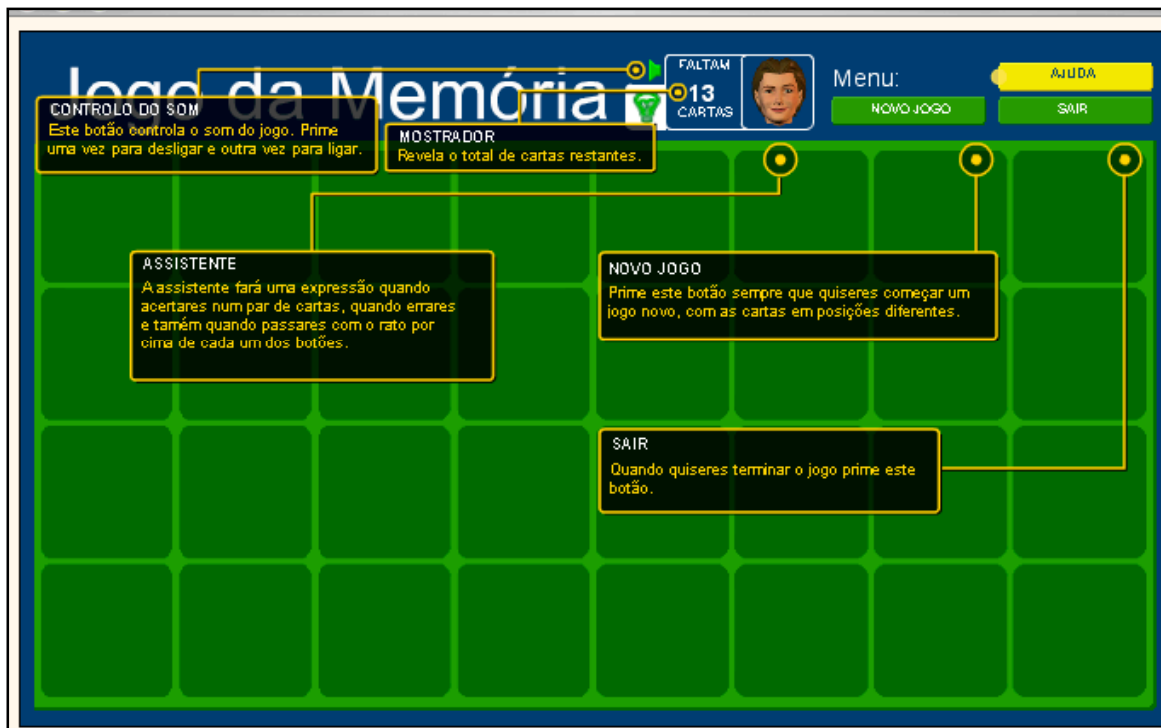 Jogo da Memória
FALTAM
13
CARTAS
Menu:
AJUDA
NOVO JOGO
SAIR
CONTROLO DO SOM
Este botão controla o som do jogo. Prime
uma vez para desligar e outra vez para ligar.
MOSTRADOR
Revela o total de cartas restantes.
ASSISTENTE
A assistente fará uma expressão quando
acertares num par de cartas, quando errares
e tamém quando passares com o rato por
cima de cada um dos botões.
NOVO JOGO
Prime este botão sempre que quiseres começar um
jogo novo, com as cartas em posições diferentes.
SAIR
Quando quiseres terminar o jogo prime este
botão.